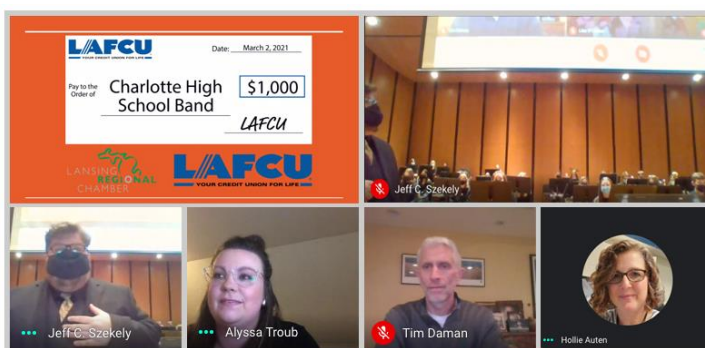 LAFCU
YOUR CREDIT UNION FOR LIFE
Date: March 2, 2021
Pay to the
Order of
Charlotte High
School Band
$1,000
LAFCU
LANSING
REGIONAL
CHAMBER
LAFCU
YOUR CREDIT UNION FOR LIFE
Jeff C. Szekely
Jeff C. Szekely
Alyssa Troub
Tim Daman
Hollie Auten